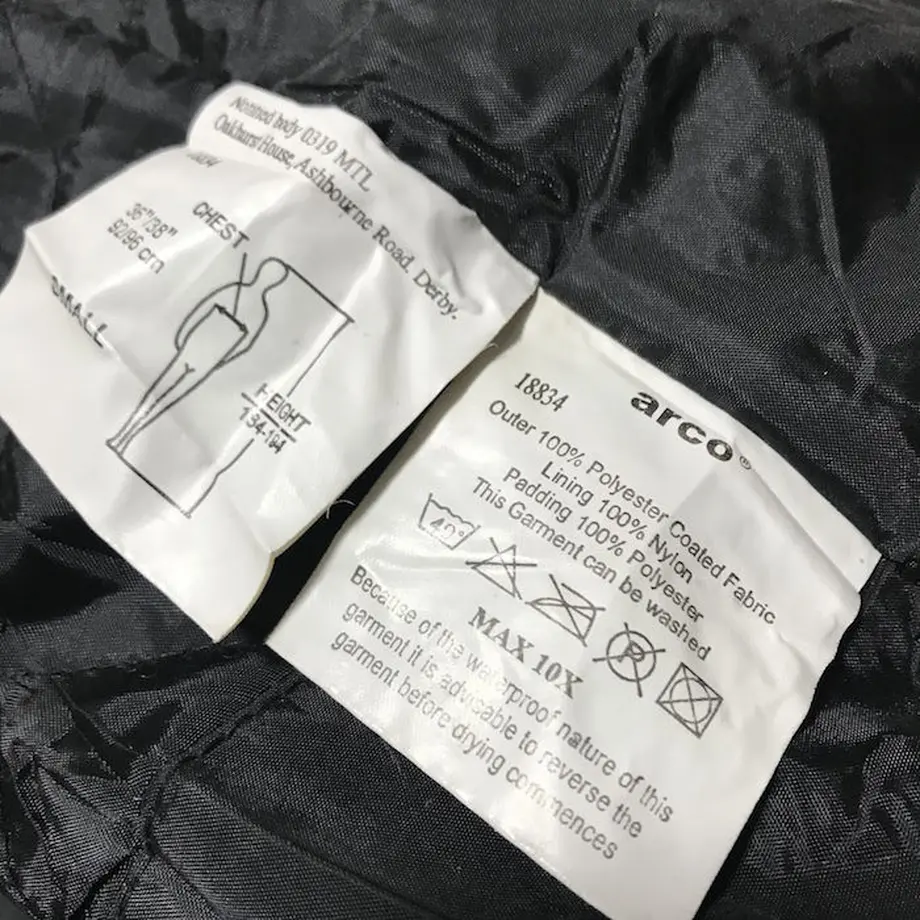 Notified body 0319 MTL
Oakhurst House, Ashbourne Road, Derby.
CHEST
36"/38"
92/96 cm
SMALL
HEIGHT
184-194
arco®
18834
Outer 100% Polyester Coated Fabric
Lining 100% Nylon
Padding 100% Polyester
This Garment can be washed
40°
P
MAX 10X
Because of the waterproof nature of this
garment it is advisable to reverse the
garment before drying commences